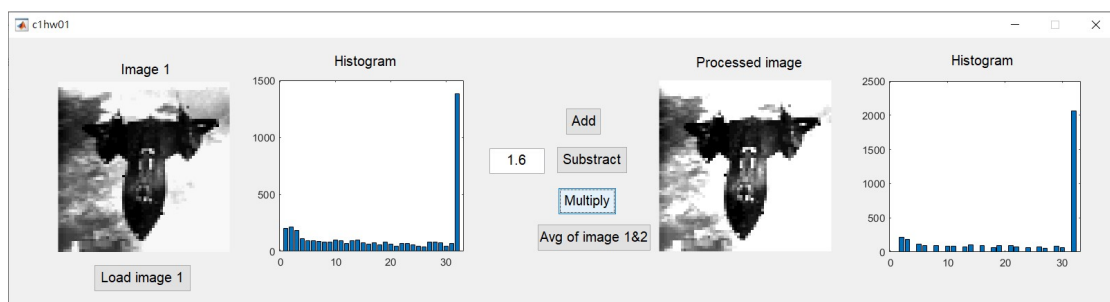 c1hw01
Image 1
Histogram
1500
1000
500
0
0 10 20 30
Load image 1
Add
1.6
Substract
Multiply
Avg of image 1&2
Processed image
Histogram
2500
2000
1500
1000
500
0
0 10 20 30